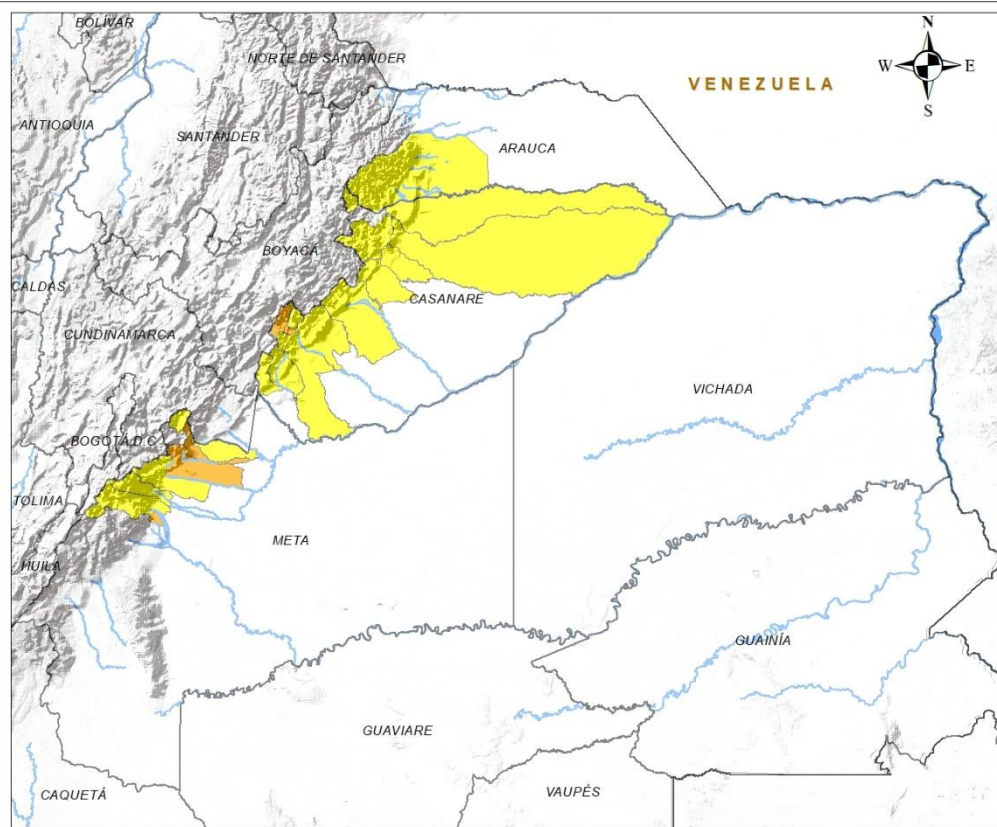 BOLÍVAR
N
NORTE DE SANTANDER
W
E
VENEZUELA
S
ANTIOQUIA
SANTANDER
ARAUCA
BOYACÁ
CALDAS
CASANARE
CUNDINAMARCA
VICHADA
BOGOTÁ D.C
TOLIMA
META
HUILA
GUAINÍA
GUAVIARE
CAQUETÁ
VAUPÉS